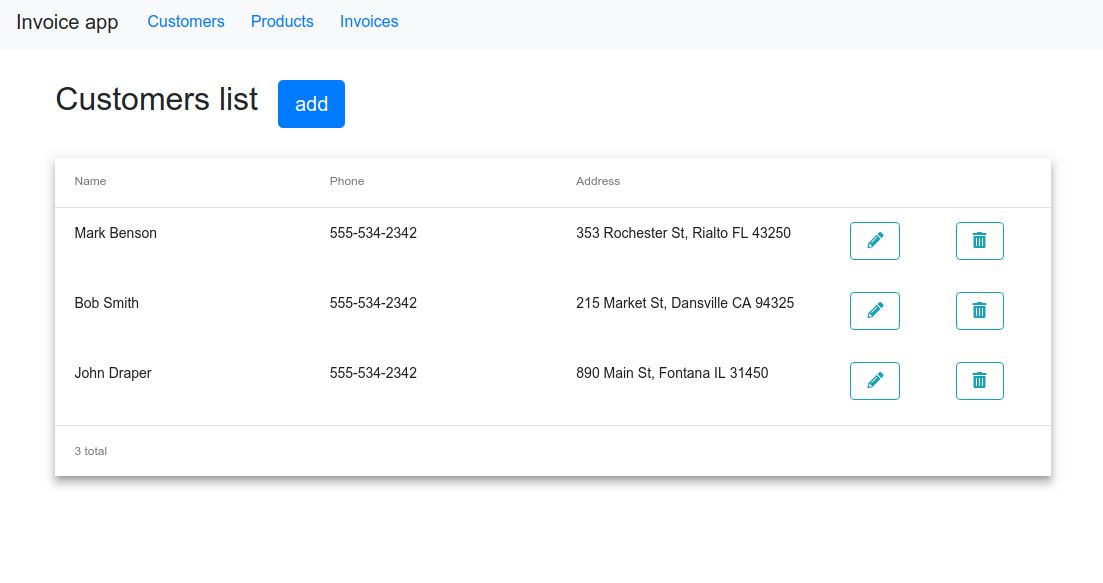 Invoice app Customers Products Invoices
Customers list add
Name Phone Address
Mark Benson 555-534-2342 353 Rochester St, Rialto FL 43250
Bob Smith 555-534-2342 215 Market St, Dansville CA 94325
John Draper 555-534-2342 890 Main St, Fontana IL 31450
3 total